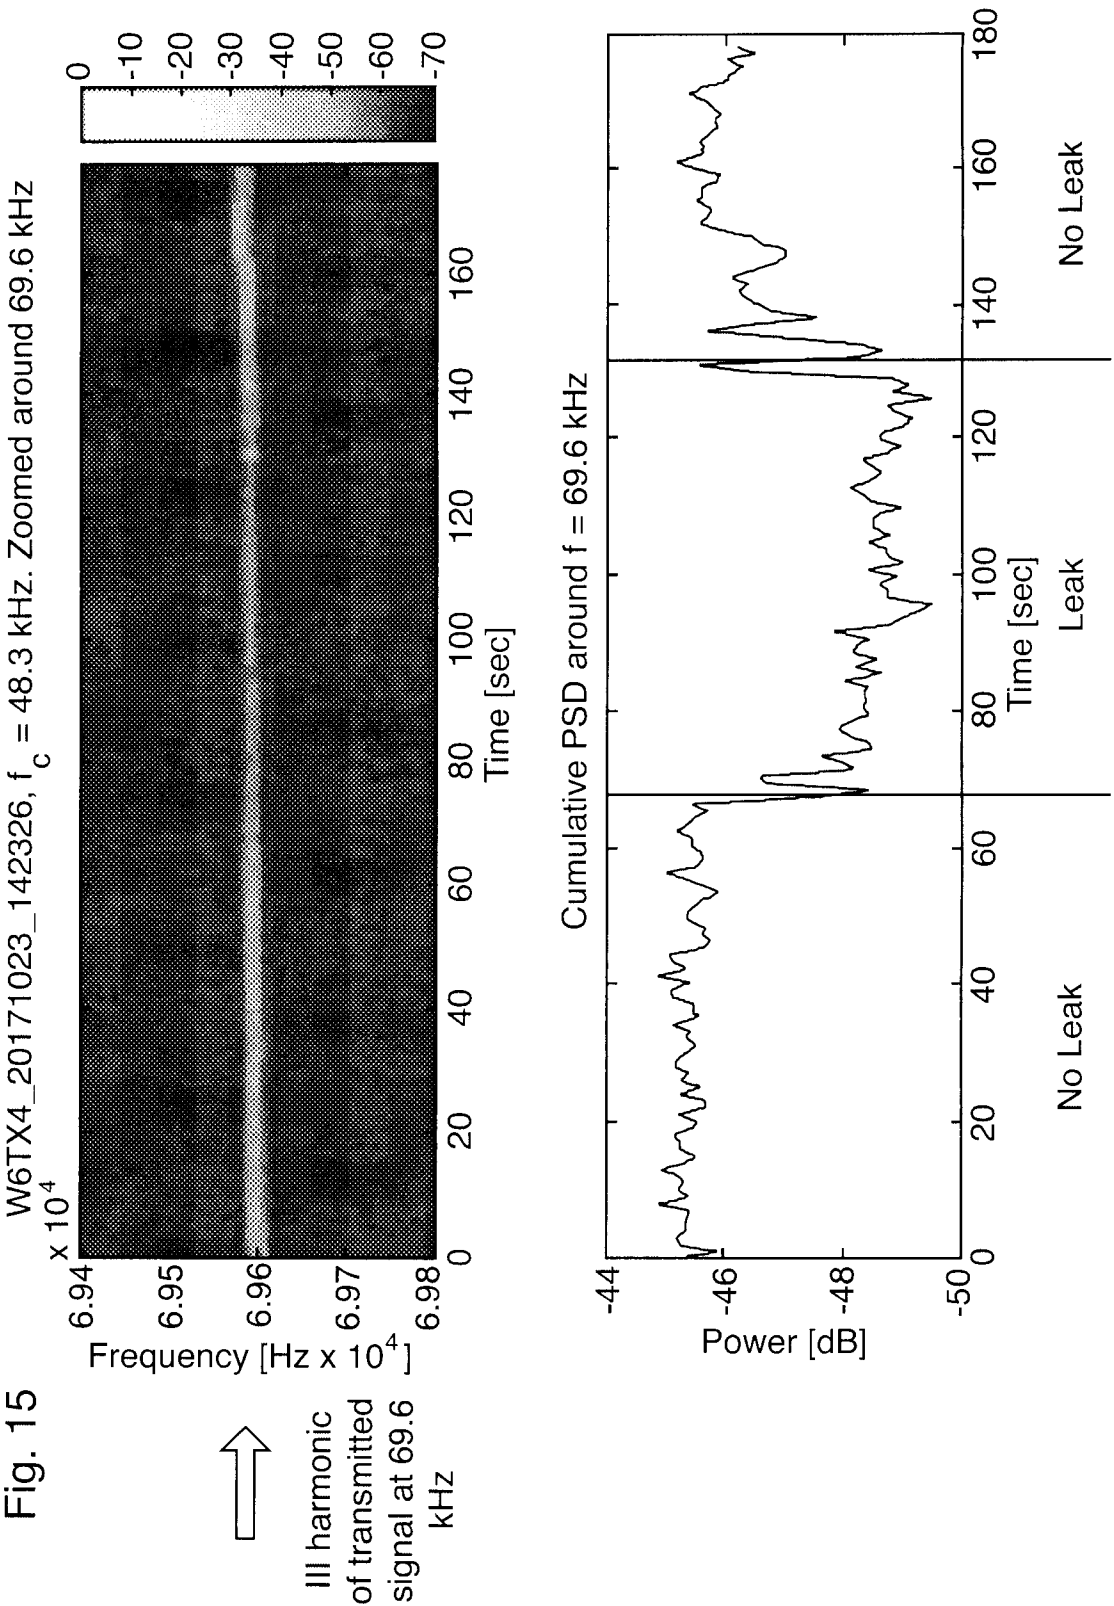 Fig. 15
W6TX4_20171023_142326, f_c = 48.3 kHz. Zoomed around 69.6 kHz
x 10^4
6.94
6.95
6.96
6.97
6.98
Frequency [Hz x 10^4]
0 20 40 60 80 100 120 140 160
Time [sec]
0
-10
-20
-30
-40
-50
-60
-70
III harmonic
of transmitted
signal at 69.6
kHz
Cumulative PSD around f = 69.6 kHz
-44
-46
-48
-50
Power [dB]
0 20 40 60 80 100 120 140 160 180
Time [sec]
No Leak Leak No Leak